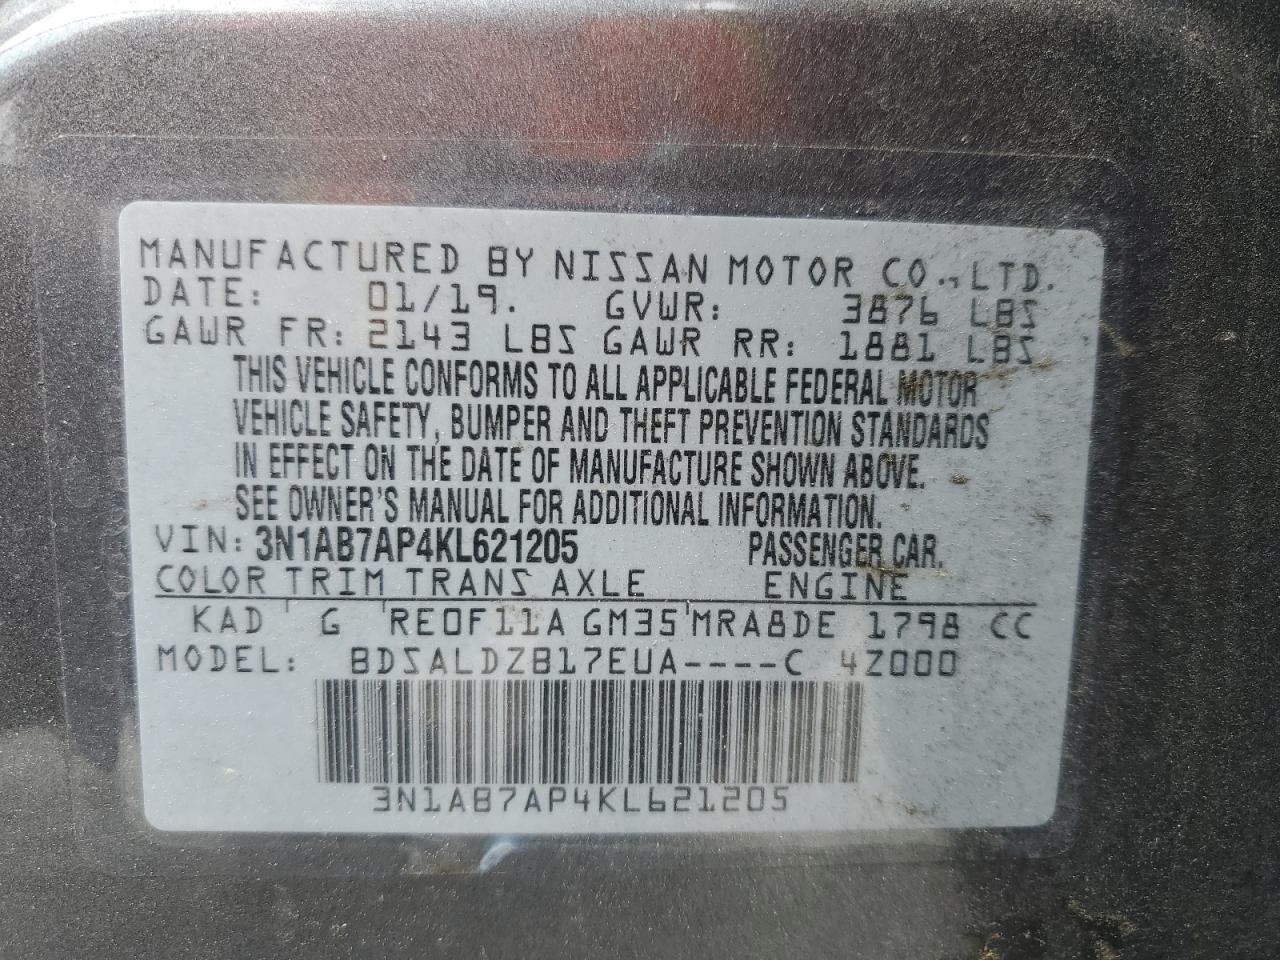 MANUFACTURED BY NISSAN MOTOR CO., LTD.
DATE: 01/19. GVWR: 3876 LBS
GAWR FR: 2143 LBS GAWR RR: 1881 LBS
THIS VEHICLE CONFORMS TO ALL APPLICABLE FEDERAL MOTOR
VEHICLE SAFETY, BUMPER AND THEFT PREVENTION STANDARDS
IN EFFECT ON THE DATE OF MANUFACTURE SHOWN ABOVE.
SEE OWNER'S MANUAL FOR ADDITIONAL INFORMATION.
VIN: 3N1AB7AP4KL621205 PASSENGER CAR.
COLOR TRIM TRANS AXLE ENGINE
KAD G RE0F11A GM35 MRA8DE 1798 CC
MODEL: BDSALDZB17EUA----C 4Z000
3N1AB7AP4KL621205